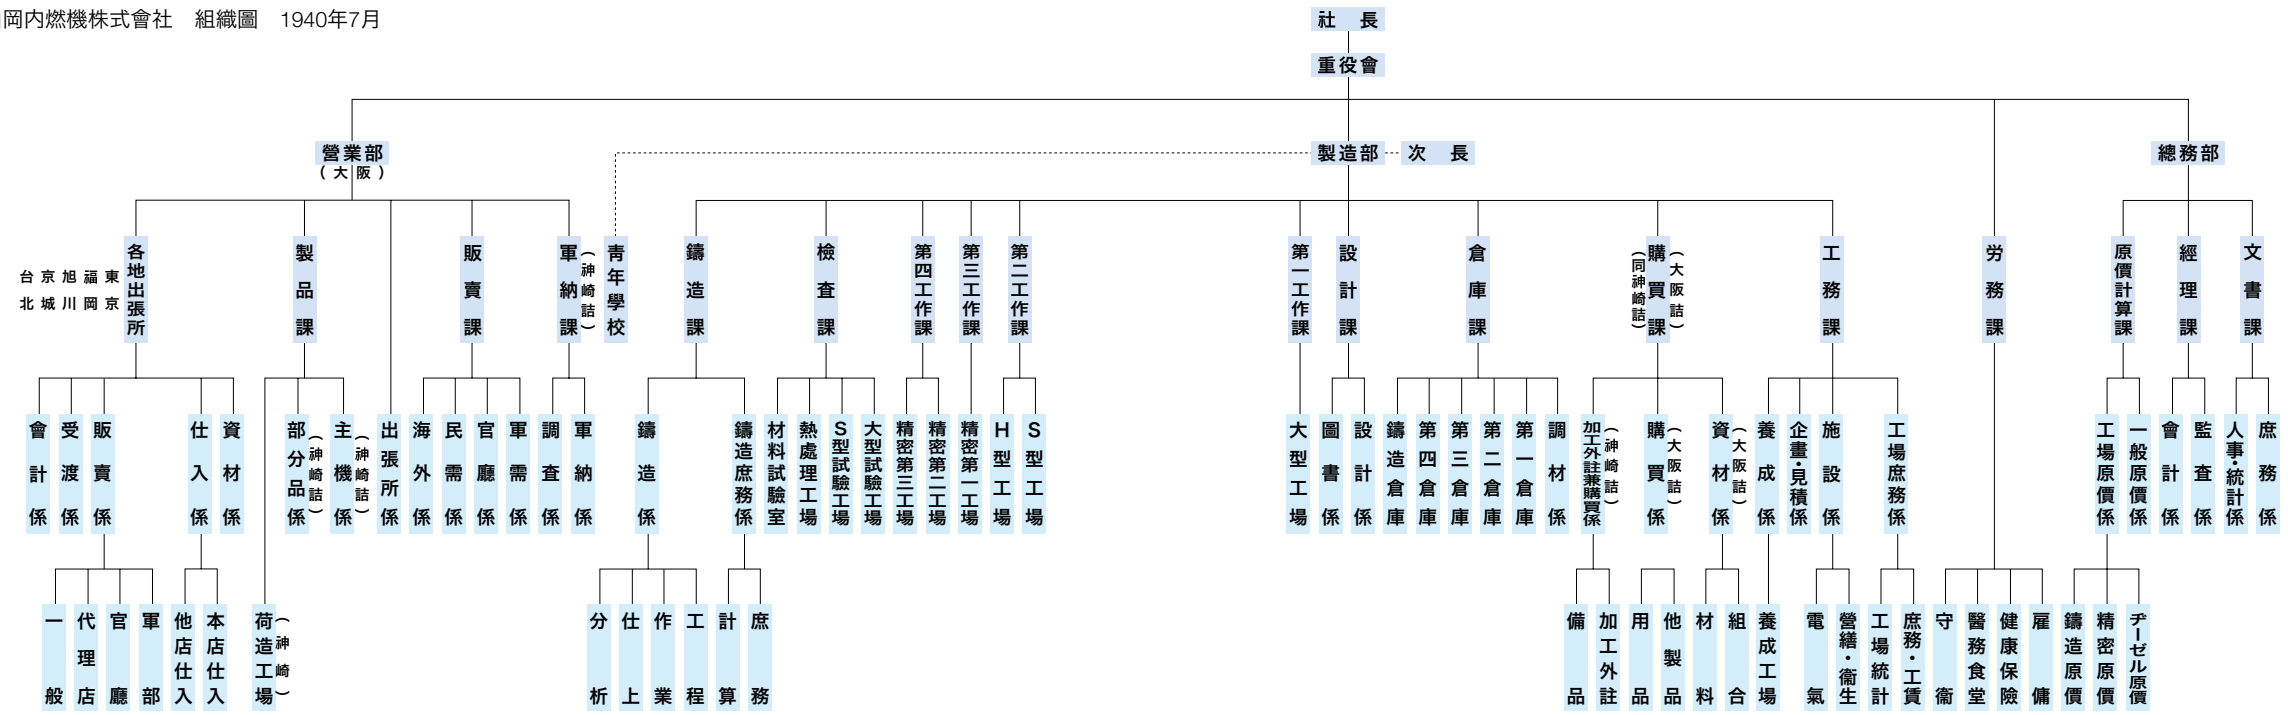 岡内燃機株式會社　組織圖　1940年7月
社長
重役會
營業部
（大阪）
製造部
次長
總務部
各地出張所
東京
福岡
旭川
京城
台北
製品課
販賣課
軍納課
（神崎詰）
青年學校
鑄造課
檢査課
第四工作課
第三工作課
第二工作課
第一工作課
設計課
倉庫課
購買課
（大阪詰）
（同神崎詰）
工務課
労務課
原價計算課
經理課
文書課
會計係
受渡係
販賣係
仕入係
資材係
部分品係
（神崎詰）
主機係
（神崎詰）
出張所係
海外係
民需係
官廳係
軍需係
調査係
軍納係
鑄造係
鑄造庶務係
材料試驗室
熱處理工場
S型試驗工場
大型試驗工場
精密第三工場
精密第二工場
精密第一工場
H型工場
S型工場
大型工場
圖書係
設計係
鑄造倉庫
第四倉庫
第三倉庫
第二倉庫
第一倉庫
調材係
加工外註兼購買係
（神崎詰）
購買係
（大阪詰）
資材係
（大阪詰）
養成係
企畫・見積係
施設係
工場庶務係
工場原價係
一般原價係
會計係
監査係
人事・統計係
庶務係
一般
代理店
官廳
軍部
他店仕入
本店仕入
荷造工場
（神崎）
分析
仕上
作業
工程
計算
庶務
備品
加工外註
用品
他製品
材料
組合
養成工場
電氣
營繕・衞生
工場統計
庶務・工賃
守衞
醫務食堂
健康保險
雇傭
鑄造原價
精密原價
ヂーゼル原價